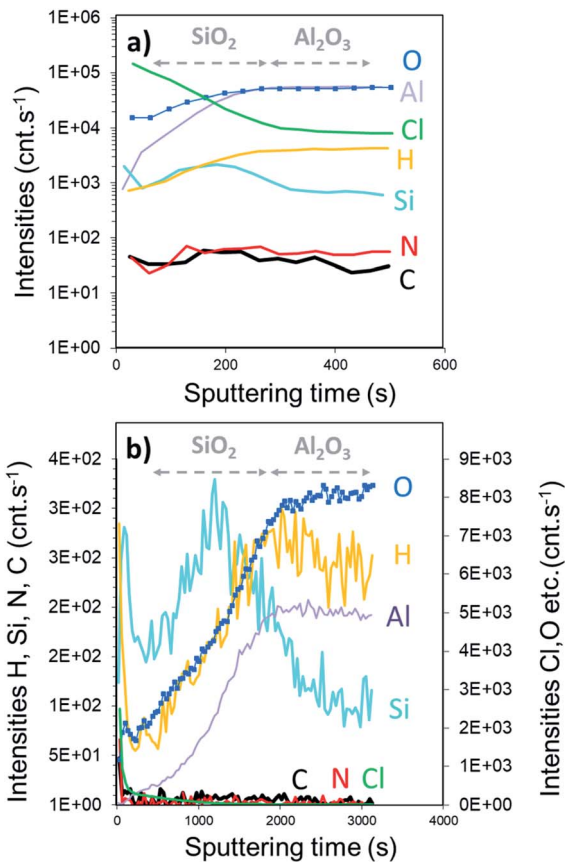 a)
SiO₂
Al₂O₃
1E+06
1E+05
1E+04
1E+03
1E+02
1E+01
1E+00
Intensities (cnt.s⁻¹)
O
Al
Cl
H
Si
N
C
0
200
400
600
Sputtering time (s)
b)
SiO₂
Al₂O₃
4E+02
3E+02
3E+02
2E+02
2E+02
1E+02
5E+01
1E+00
Intensities H, Si, N, C (cnt.s⁻¹)
O
H
Al
Si
C
N
Cl
9E+03
8E+03
7E+03
6E+03
5E+03
4E+03
3E+03
2E+03
1E+03
0E+00
Intensities Cl,O etc.(cnt.s⁻¹)
0
1000
2000
3000
4000
Sputtering time (s)